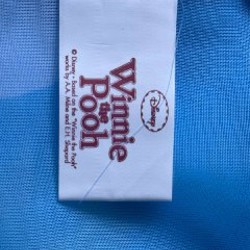 Disney
Winnie
the
Pooh
© Disney • Based on the "Winnie the Pooh"
works by A.A. Milne and E.H. Shepard